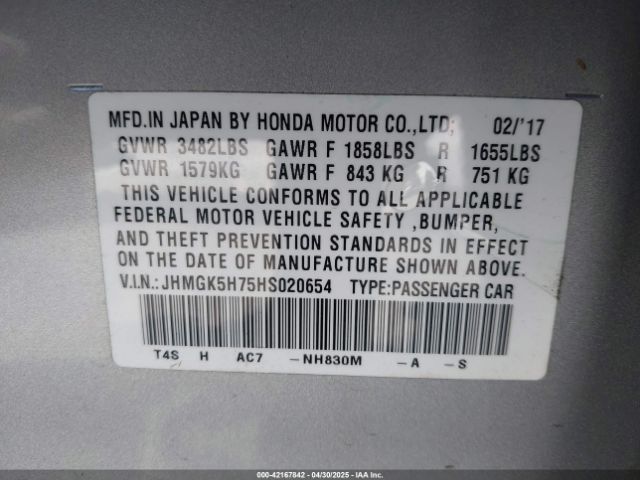 MFD.IN JAPAN BY HONDA MOTOR CO.,LTD; 02/'17
GVWR 3482LBS GAWR F 1858LBS R 1655LBS
GVWR 1579KG GAWR F 843 KG R 751 KG
THIS VEHICLE CONFORMS TO ALL APPLICABLE
FEDERAL MOTOR VEHICLE SAFETY ,BUMPER,
AND THEFT PREVENTION STANDARDS IN EFFECT
ON THE DATE OF MANUFACTURE SHOWN ABOVE.
V.I.N.:JHMGK5H75HS020654 TYPE:PASSENGER CAR
T4S H AC7 -NH830M -A -S
000-42167842 - 04/30/2025 - IAAI, Inc.